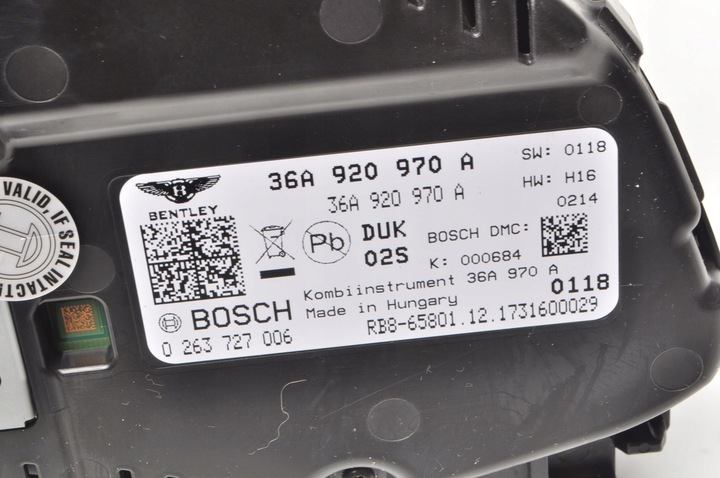 VALID, IF SEAL INTACT
B
BENTLEY
36A 920 970 A
36A 920 970 A
SW: 0118
HW: H16
0214
Pb
DUK
02S
BOSCH DMC:
K: 000684
Kombiinstrument 36A 970 A
Made in Hungary
0118
BOSCH
0 263 727 006
RB8-65801.12.1731600029